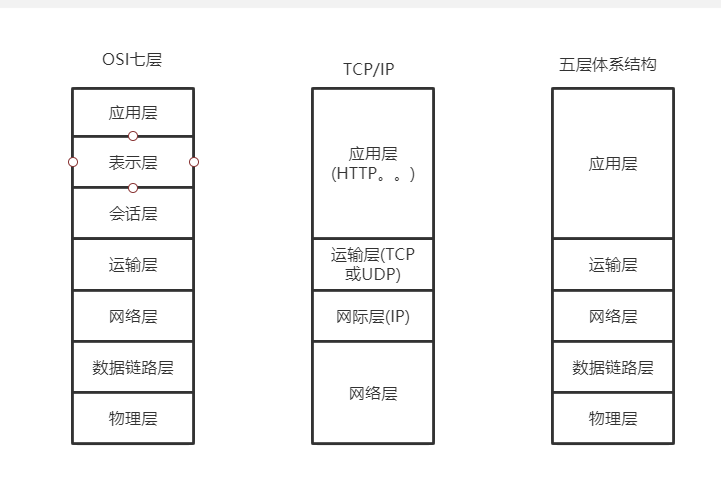 OSI七层
应用层
表示层
会话层
运输层
网络层
数据链路层
物理层
TCP/IP
应用层
(HTTP。。)
运输层(TCP
或UDP)
网际层(IP)
网络层
五层体系结构
应用层
运输层
网络层
数据链路层
物理层